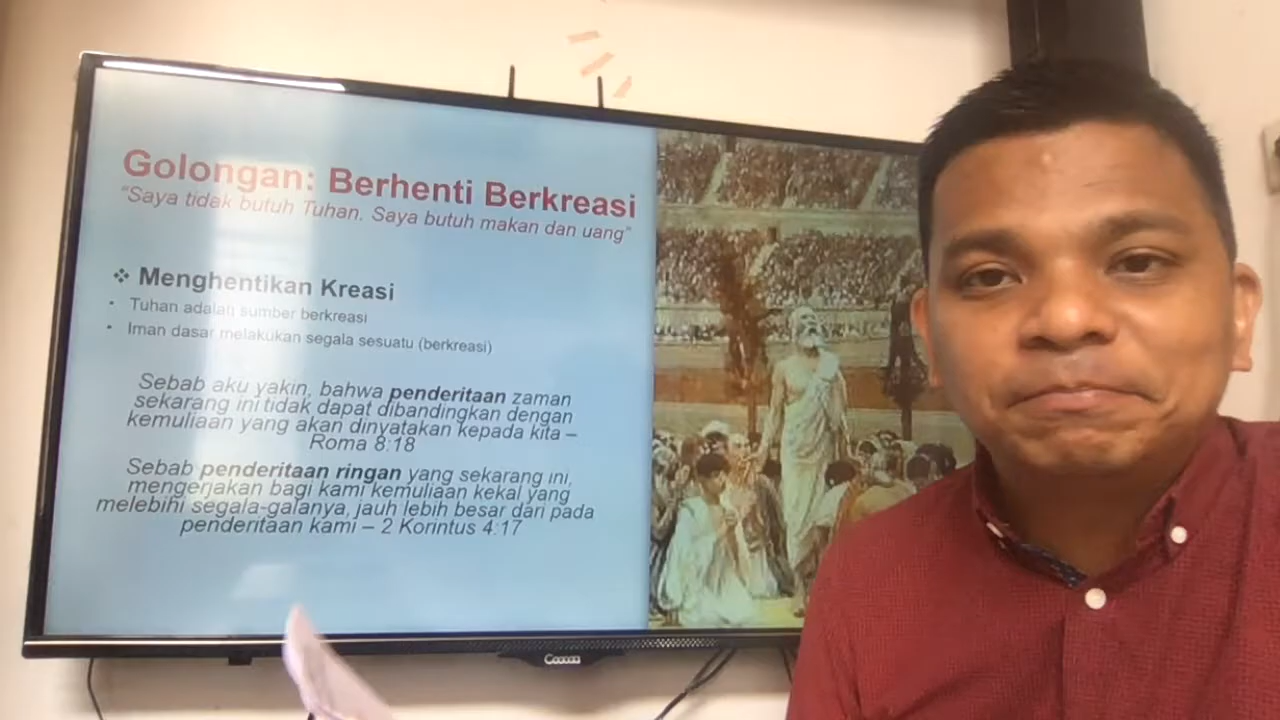 Golongan: Berhenti Berkreasi
“Saya tidak butuh Tuhan. Saya butuh makan dan uang”
❖ Menghentikan Kreasi
• Tuhan adalah sumber berkreasi
• Iman dasar melakukan segala sesuatu (berkreasi)
Sebab aku yakin, bahwa penderitaan zaman
sekarang ini tidak dapat dibandingkan dengan
kemuliaan yang akan dinyatakan kepada kita –
Roma 8:18
Sebab penderitaan ringan yang sekarang ini,
mengerjakan bagi kami kemuliaan kekal yang
melebihi segala-galanya, jauh lebih besar dari pada
penderitaan kami – 2 Korintus 4:17